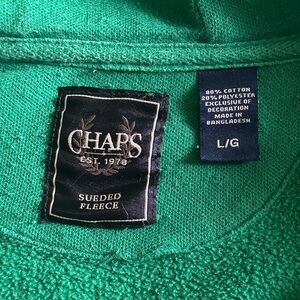 CHAPS
EST. 1978
SUEDED
FLEECE
80% COTTON
20% POLYESTER
EXCLUSIVE OF
DECORATION
MADE IN
BANGLADESH
L/G